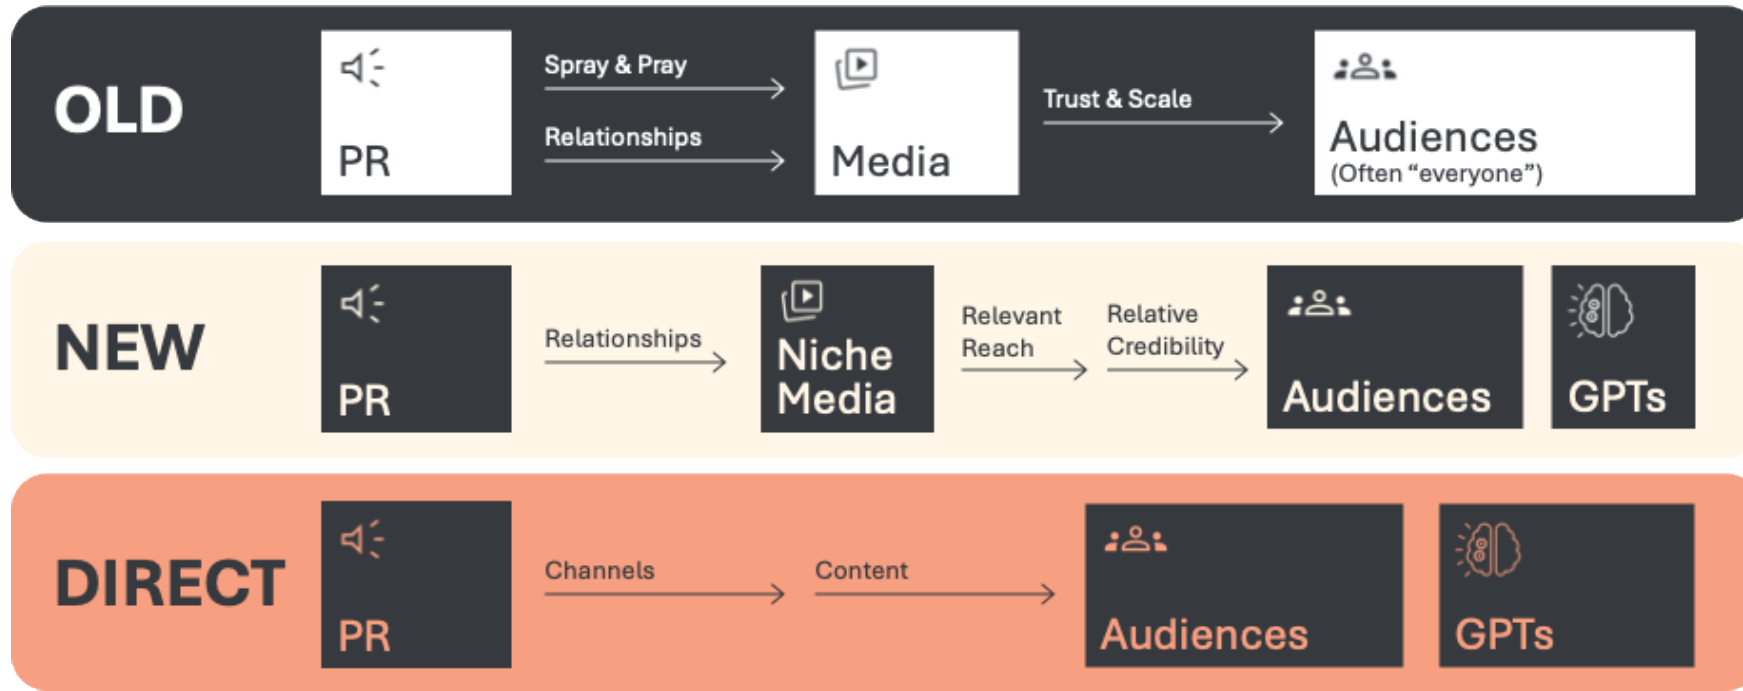 OLD
PR
Spray & Pray
Relationships
Media
Trust & Scale
Audiences
(Often “everyone”)
NEW
PR
Relationships
Niche
Media
Relevant
Reach
Relative
Credibility
Audiences
GPTs
DIRECT
PR
Channels
Content
Audiences
GPTs